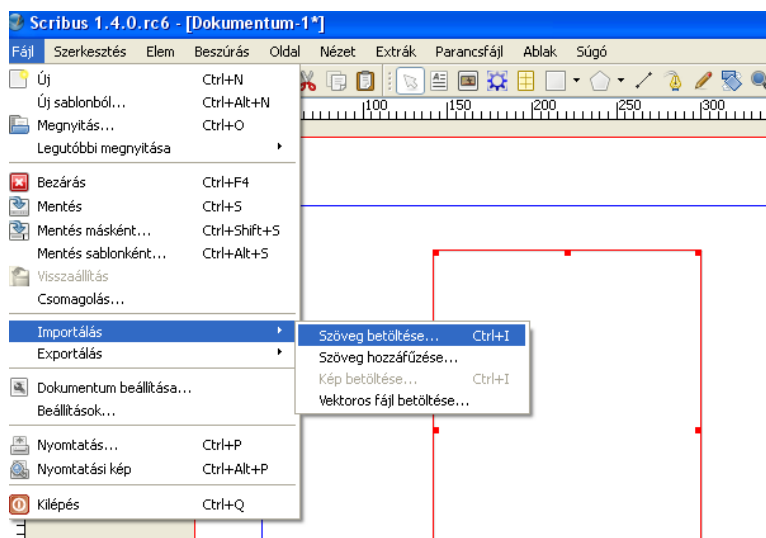 Scribus 1.4.0.rc6 - [Dokumentum-1*]
Fájl Szerkesztés Elem Beszúrás Oldal Nézet Extrák Parancsfájl Ablak Súgó
Új Ctrl+N
Új sablonból... Ctrl+Alt+N
Megnyitás... Ctrl+O
Legutóbbi megnyitása
Bezárás Ctrl+F4
Mentés Ctrl+S
Mentés másként... Ctrl+Shift+S
Mentés sablonként... Ctrl+Alt+S
Visszaállítás
Csomagolás...
Importálás
Exportálás
Dokumentum beállítása...
Beállítások...
Nyomtatás... Ctrl+P
Nyomtatási kép Ctrl+Alt+P
Kilépés Ctrl+Q
100 150 200 250 300
Szöveg betöltése... Ctrl+I
Szöveg hozzáfűzése...
Kép betöltése... Ctrl+I
Vektoros fájl betöltése...